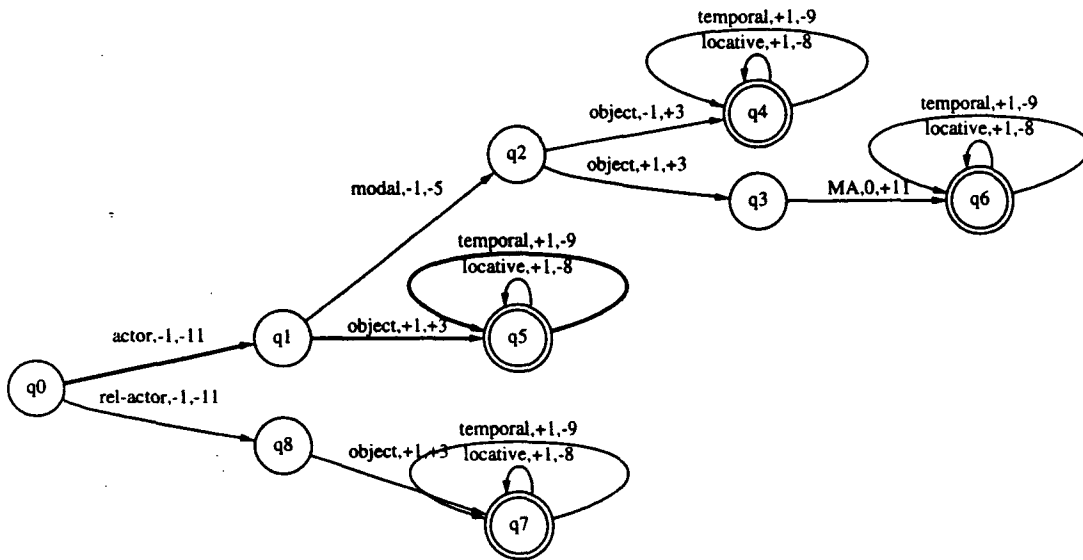 temporal,+1,-9
locative,+1,-8
q4
object,-1,+3
temporal,+1,-9
locative,+1,-8
q2
object,+1,+3
q3
MA,0,+11
q6
modal,-1,-5
temporal,+1,-9
locative,+1,-8
actor,-1,-11
q1
object,+1,+3
q5
q0
rel-actor,-1,-11
q8
object,+1,+3
temporal,+1,-9
locative,+1,-8
q7